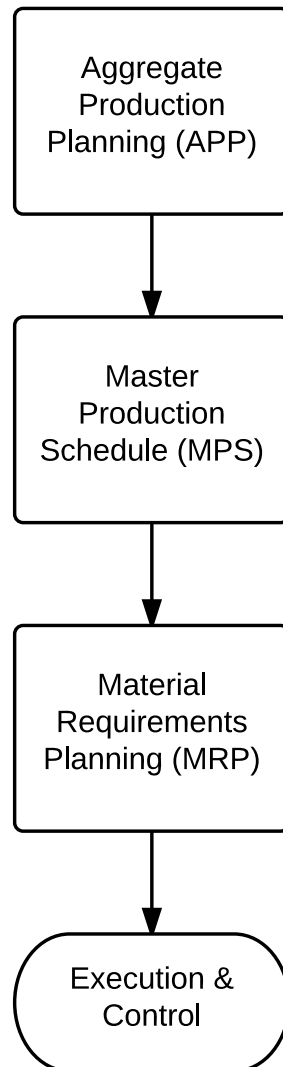 Aggregate
Production
Planning (APP)
Master
Production
Schedule (MPS)
Material
Requirements
Planning (MRP)
Execution &
Control